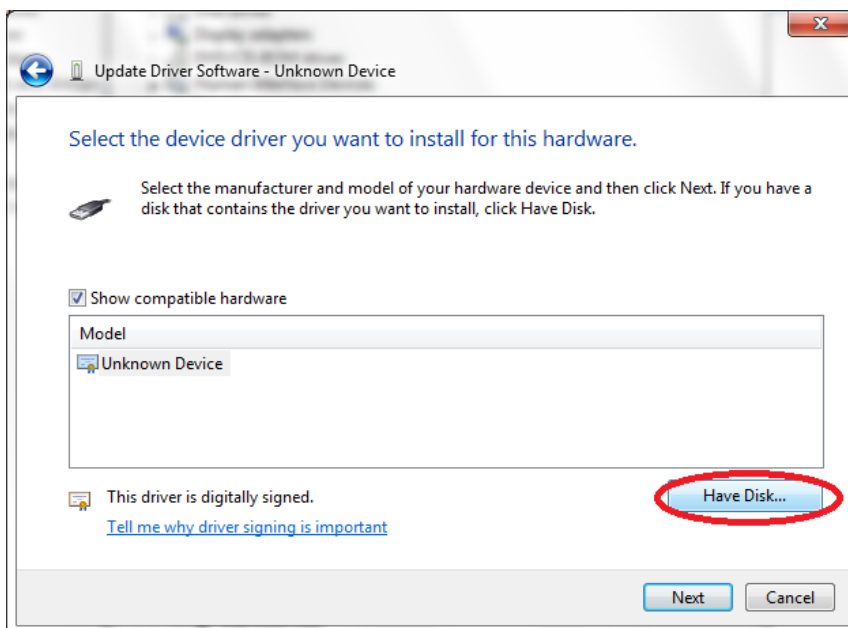 Update Driver Software - Unknown Device
Select the device driver you want to install for this hardware.
Select the manufacturer and model of your hardware device and then click Next. If you have a
disk that contains the driver you want to install, click Have Disk.
Show compatible hardware
Model
Unknown Device
This driver is digitally signed.
Have Disk...
Tell me why driver signing is important
Next
Cancel